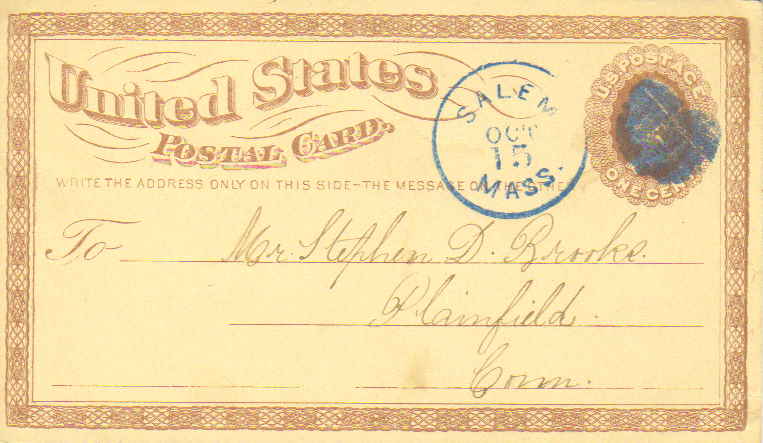 United States
POSTAL CARD.
WRITE THE ADDRESS ONLY ON THIS SIDE–THE MESSAGE ON THE OTHER
SALEM
OCT
15
MASS.
U.S. POSTAGE
ONE CENT
To Mr. Stephen D. Brooks.
Plainfield.
Conn.